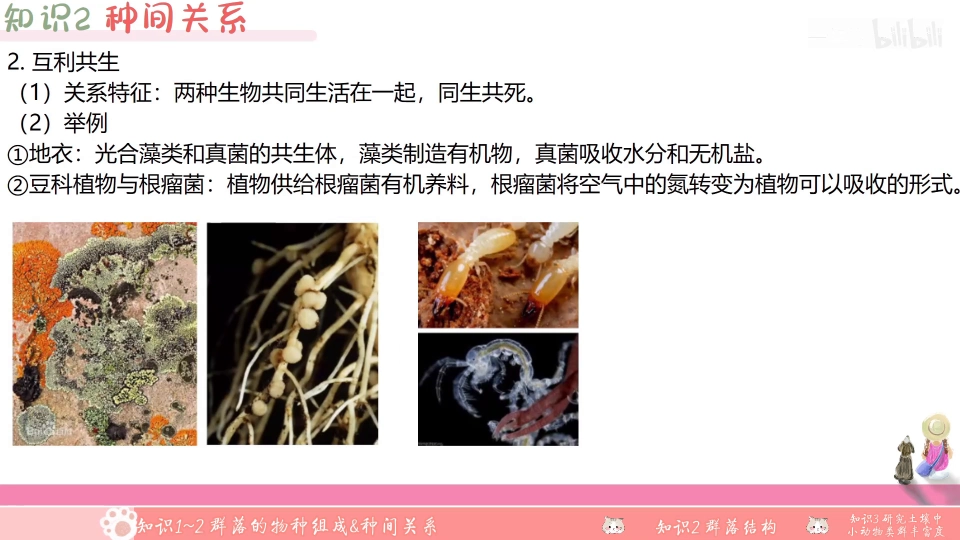 知识2 种间关系
bilibili
2. 互利共生
（1）关系特征：两种生物共同生活在一起，同生共死。
（2）举例
①地衣：光合藻类和真菌的共生体，藻类制造有机物，真菌吸收水分和无机盐。
②豆科植物与根瘤菌：植物供给根瘤菌有机养料，根瘤菌将空气中的氮转变为植物可以吸收的形式。
知识1~2 群落的物种组成&种间关系
知识2 群落结构
知识3 研究土壤中
小动物类群丰富度